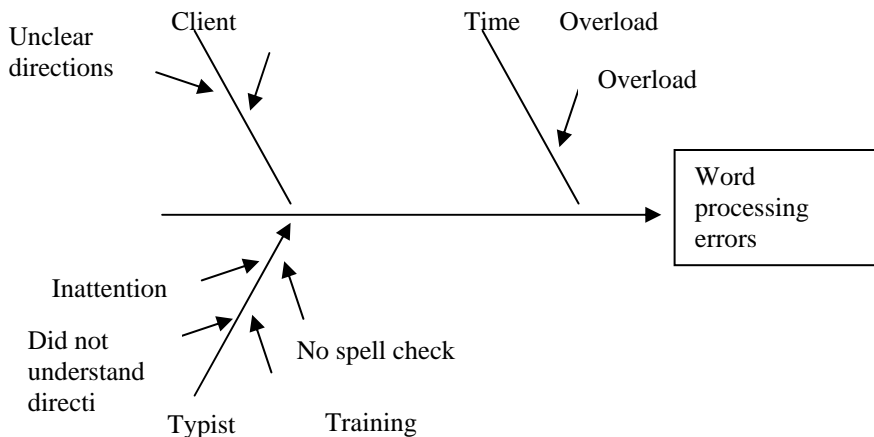 Client
Time Overload
Unclear
directions
Overload
Word
processing
errors
Inattention
Did not
understand
directi
No spell check
Typist
Training